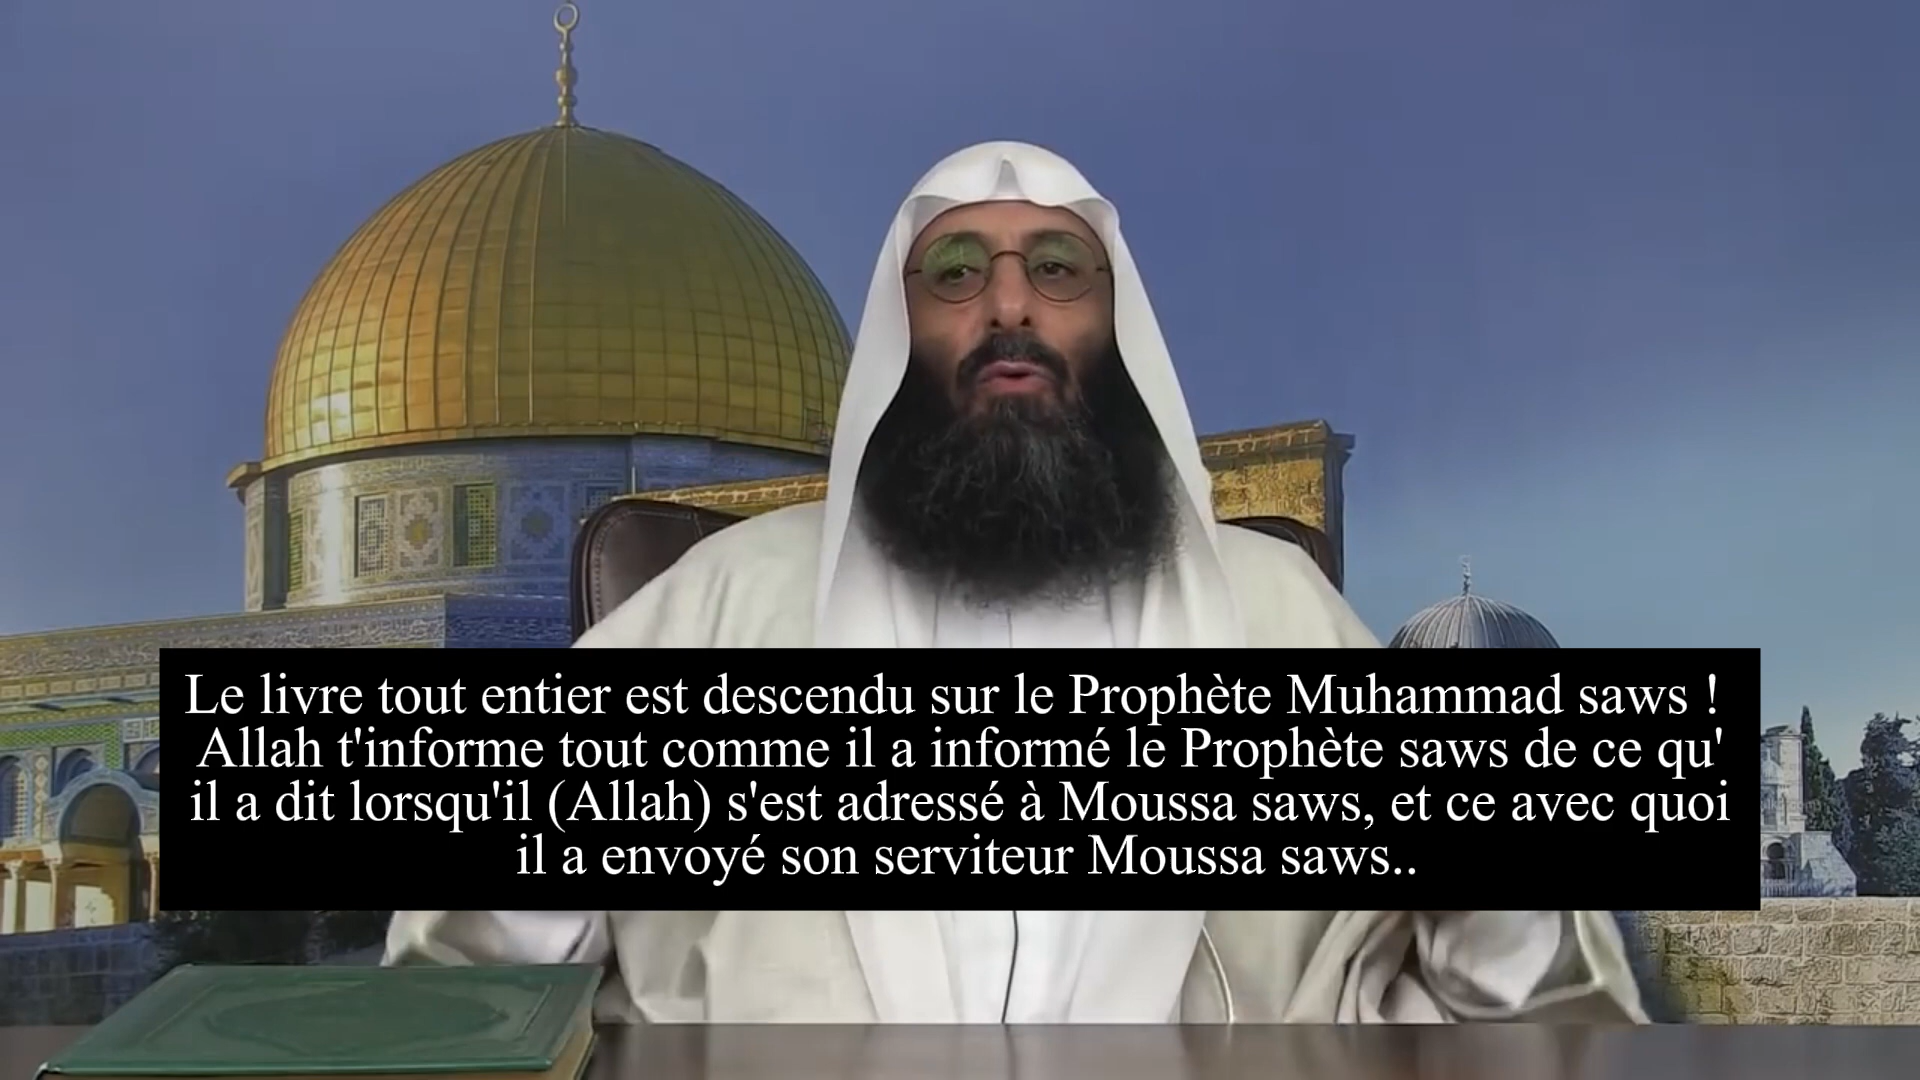 Le livre tout entier est descendu sur le Prophète Muhammad saws !
Allah t'informe tout comme il a informé le Prophète saws de ce qu'
il a dit lorsqu'il (Allah) s'est adressé à Moussa saws, et ce avec quoi
il a envoyé son serviteur Moussa saws..